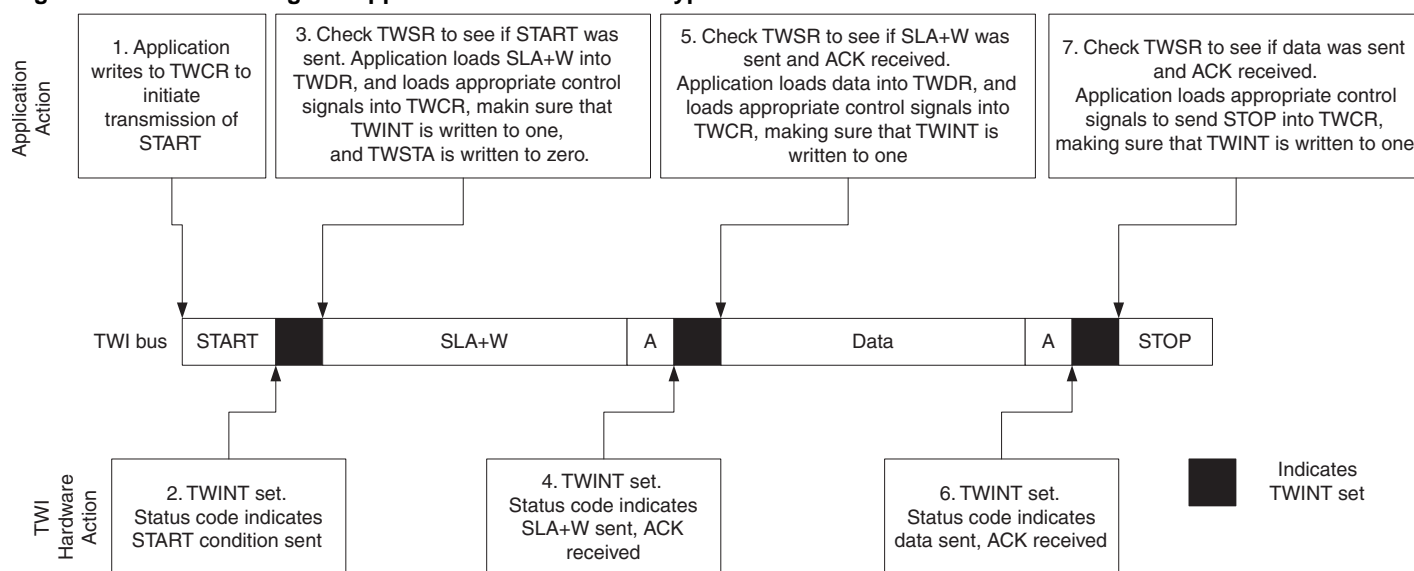 Application
Action
1. Application
writes to TWCR to
initiate
transmission of
START
3. Check TWSR to see if START was
sent. Application loads SLA+W into
TWDR, and loads appropriate control
signals into TWCR, makin sure that
TWINT is written to one,
and TWSTA is written to zero.
5. Check TWSR to see if SLA+W was
sent and ACK received.
Application loads data into TWDR, and
loads appropriate control signals into
TWCR, making sure that TWINT is
written to one
7. Check TWSR to see if data was sent
and ACK received.
Application loads appropriate control
signals to send STOP into TWCR,
making sure that TWINT is written to one
TWI bus
START
SLA+W
A
Data
A
STOP
TWI
Hardware
Action
2. TWINT set.
Status code indicates
START condition sent
4. TWINT set.
Status code indicates
SLA+W sent, ACK
received
6. TWINT set.
Status code indicates
data sent, ACK received
Indicates
TWINT set